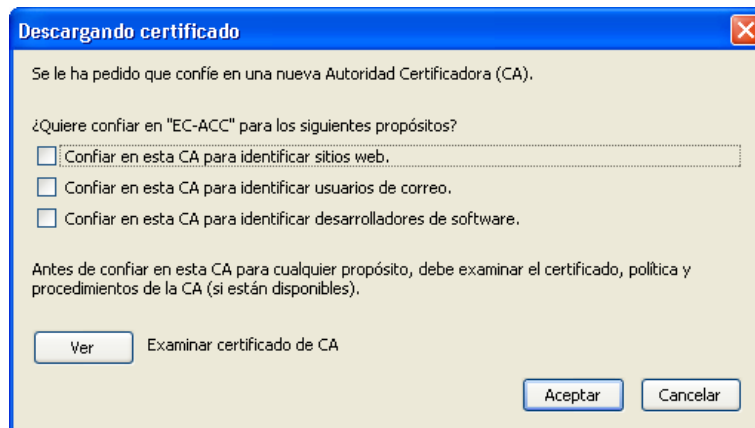 Descargando certificado
Se le ha pedido que confíe en una nueva Autoridad Certificadora (CA).
¿Quiere confiar en "EC-ACC" para los siguientes propósitos?
Confiar en esta CA para identificar sitios web.
Confiar en esta CA para identificar usuarios de correo.
Confiar en esta CA para identificar desarrolladores de software.
Antes de confiar en esta CA para cualquier propósito, debe examinar el certificado, política y
procedimientos de la CA (si están disponibles).
Ver Examinar certificado de CA
Aceptar Cancelar